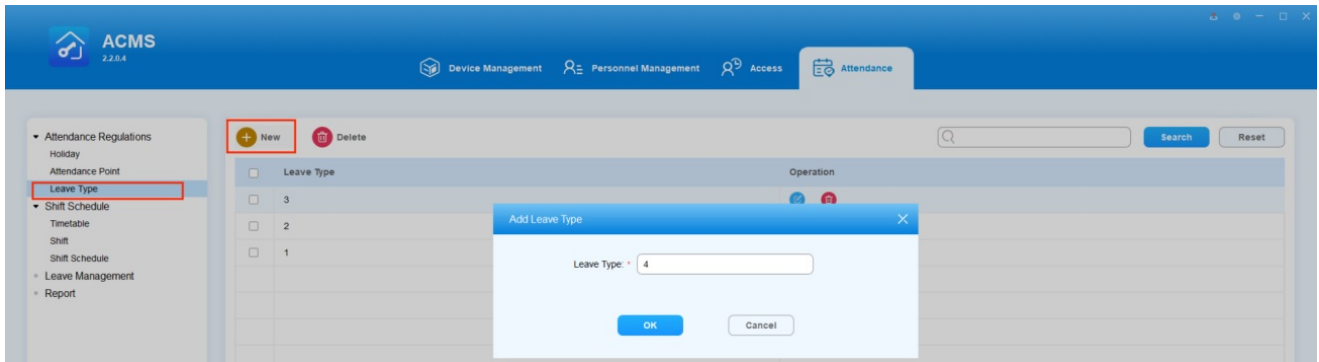 ACMS
2.2.0.4
Device Management
Personnel Management
Access
Attendance
Attendance Regulations
Holiday
Attendance Point
Leave Type
Shift Schedule
Timetable
Shift
Shift Schedule
Leave Management
Report
New
Delete
Search
Reset
Leave Type
Operation
3
2
1
Add Leave Type
Leave Type: * 4
OK
Cancel